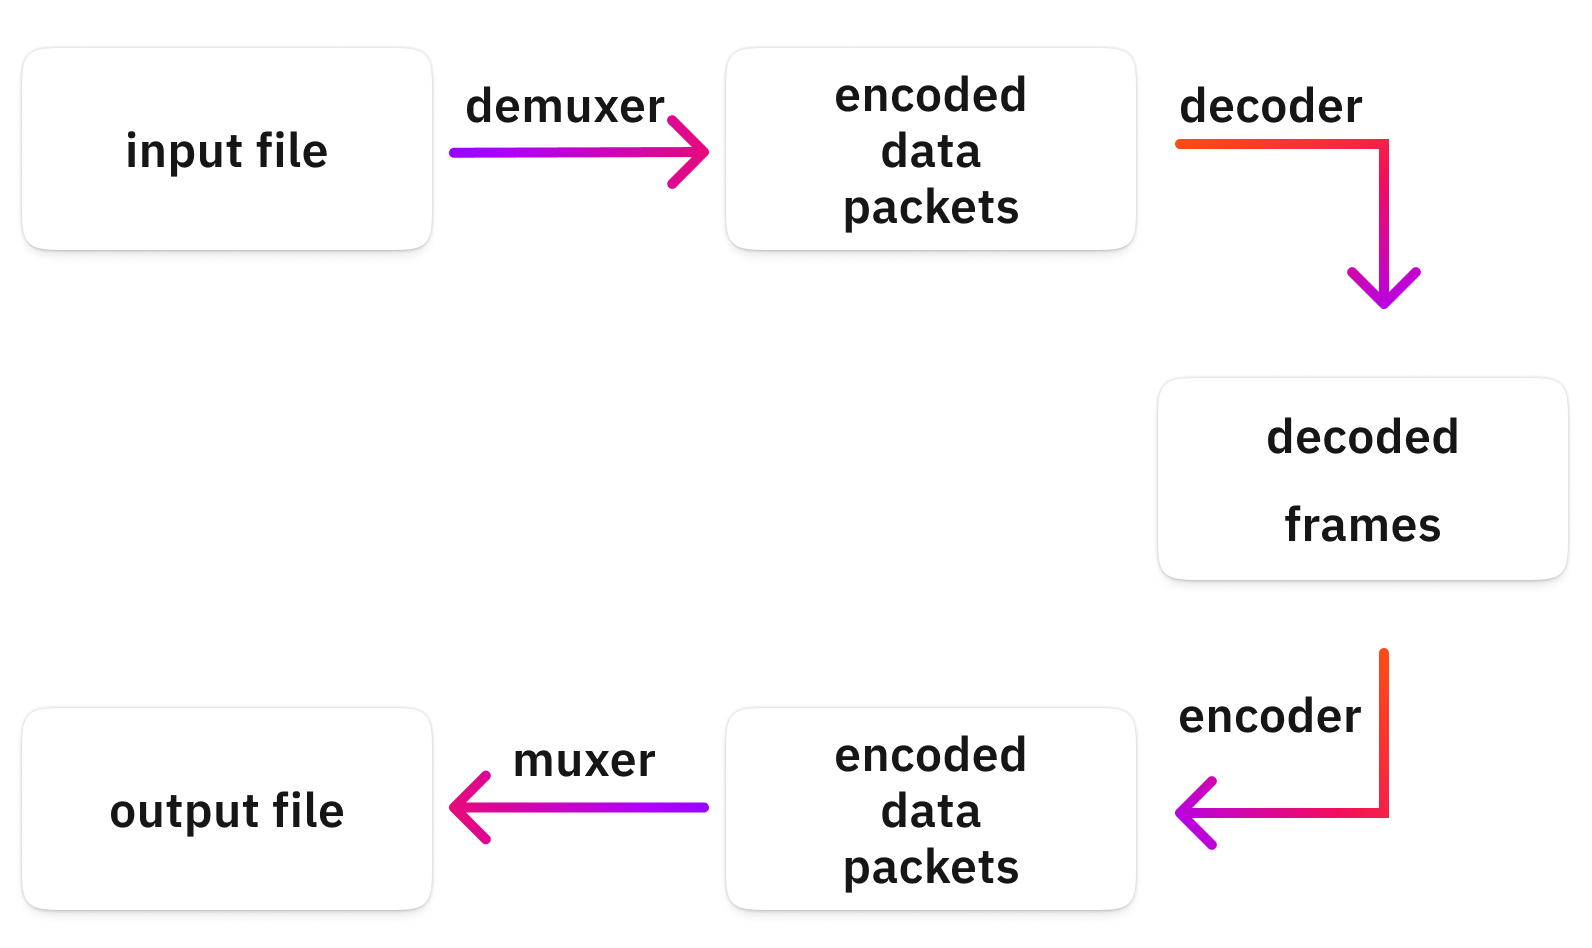 input file
demuxer
encoded
data
packets
decoder
decoded
frames
encoder
encoded
data
packets
muxer
output file